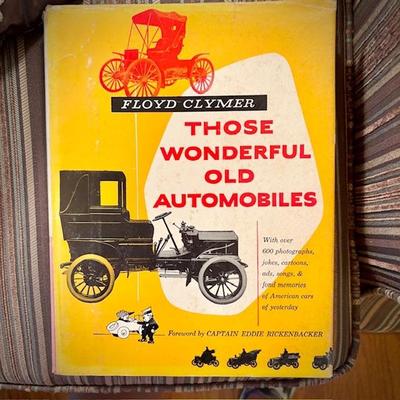 FLOYD CLYMER
THOSE
WONDERFUL
OLD
AUTOMOBILES
With over
600 photographs,
jokes, cartoons,
ads, songs, &
fond memories
of American cars
of yesterday
Foreword by CAPTAIN EDDIE RICKENBACKER